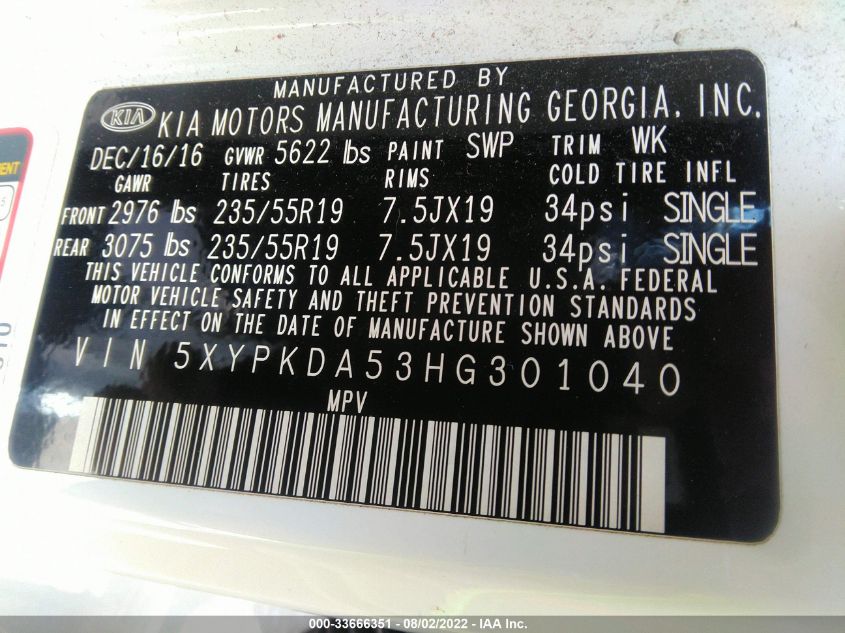 MANUFACTURED BY
KIA KIA MOTORS MANUFACTURING GEORGIA, INC.
DEC/16/16 GVWR 5622 lbs PAINT SWP TRIM WK
GAWR TIRES RIMS COLD TIRE INFL
FRONT 2976 lbs 235/55R19 7.5JX19 34psi SINGLE
REAR 3075 lbs 235/55R19 7.5JX19 34psi SINGLE
THIS VEHICLE CONFORMS TO ALL APPLICABLE U.S.A. FEDERAL
MOTOR VEHICLE SAFETY AND THEFT PREVENTION STANDARDS
IN EFFECT ON THE DATE OF MANUFACTURE SHOWN ABOVE
VIN 5XYPKDA53HG301040
MPV
000-33666351 - 08/02/2022 - IAA Inc.